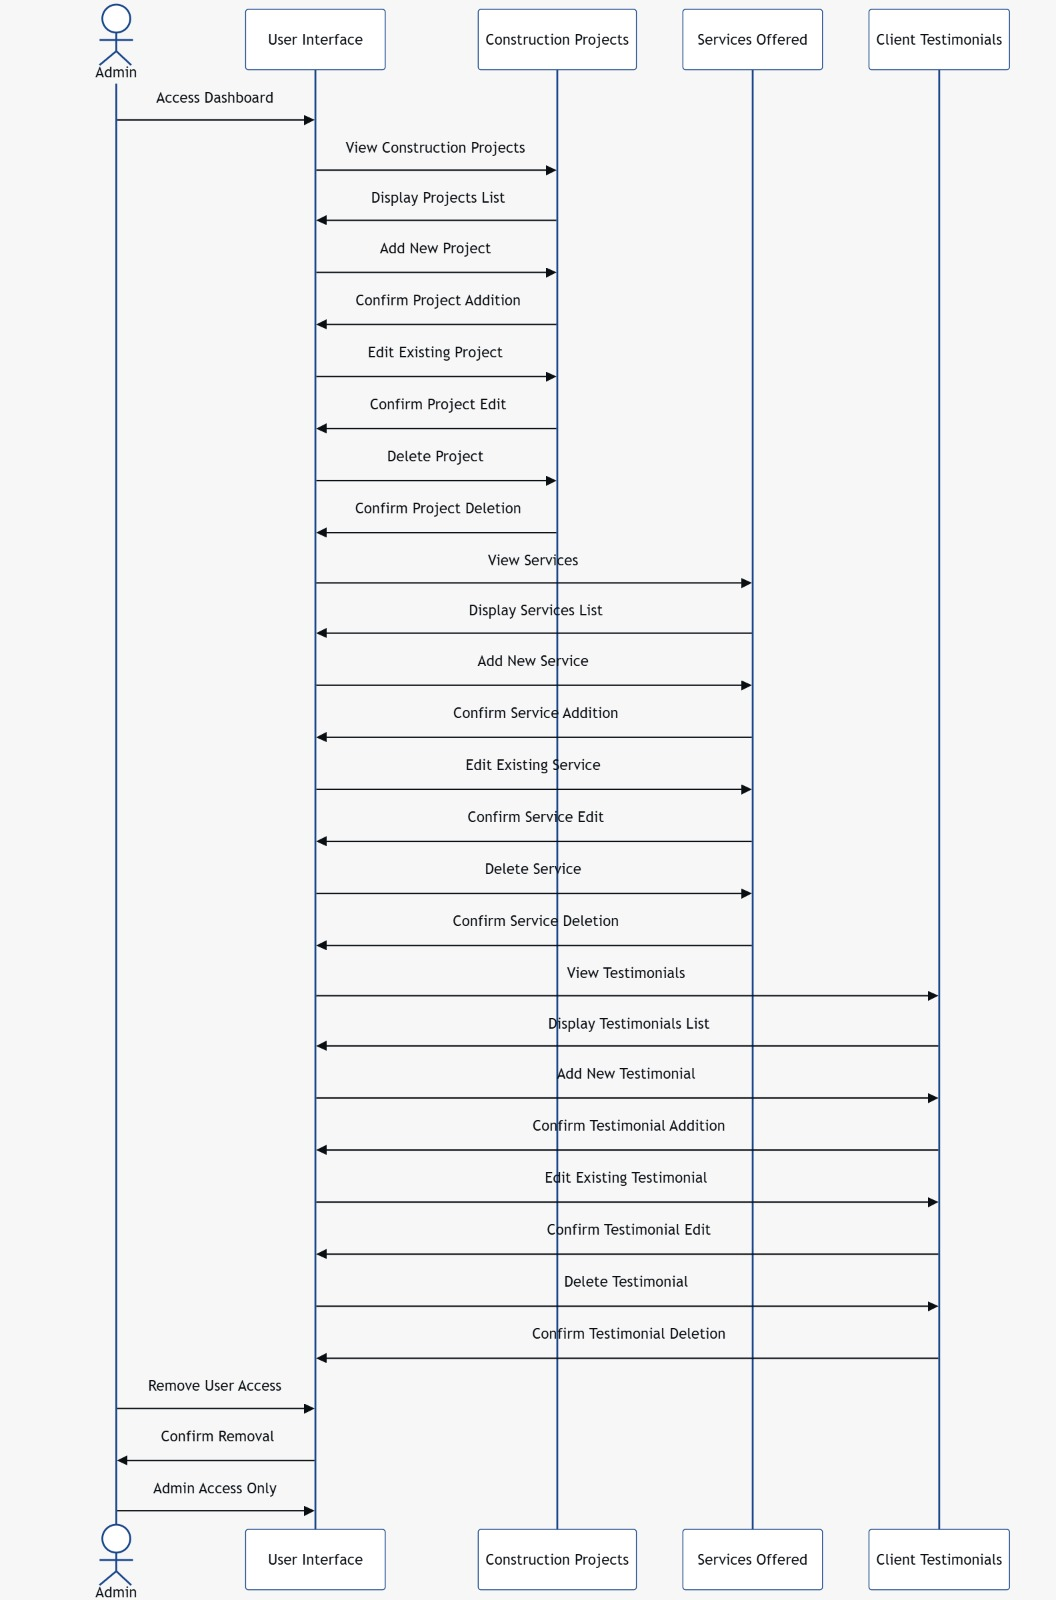 Admin
User Interface
Construction Projects
Services Offered
Client Testimonials
Access Dashboard
View Construction Projects
Display Projects List
Add New Project
Confirm Project Addition
Edit Existing Project
Confirm Project Edit
Delete Project
Confirm Project Deletion
View Services
Display Services List
Add New Service
Confirm Service Addition
Edit Existing Service
Confirm Service Edit
Delete Service
Confirm Service Deletion
View Testimonials
Display Testimonials List
Add New Testimonial
Confirm Testimonial Addition
Edit Existing Testimonial
Confirm Testimonial Edit
Delete Testimonial
Confirm Testimonial Deletion
Remove User Access
Confirm Removal
Admin Access Only
Admin
User Interface
Construction Projects
Services Offered
Client Testimonials